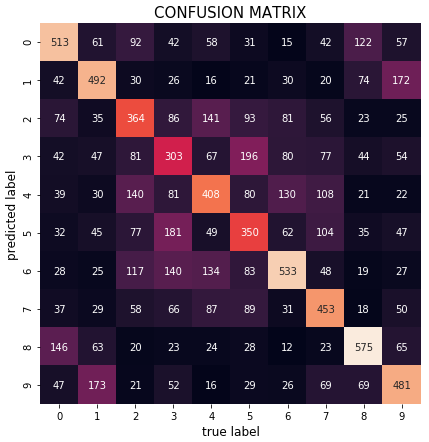 CONFUSION MATRIX
predicted label
0 513 61 92 42 58 31 15 42 122 57
1 42 492 30 26 16 21 30 20 74 172
2 74 35 364 86 141 93 81 56 23 25
3 42 47 81 303 67 196 80 77 44 54
4 39 30 140 81 408 80 130 108 21 22
5 32 45 77 181 49 350 62 104 35 47
6 28 25 117 140 134 83 533 48 19 27
7 37 29 58 66 87 89 31 453 18 50
8 146 63 20 23 24 28 12 23 575 65
9 47 173 21 52 16 29 26 69 69 481
0 1 2 3 4 5 6 7 8 9
true label